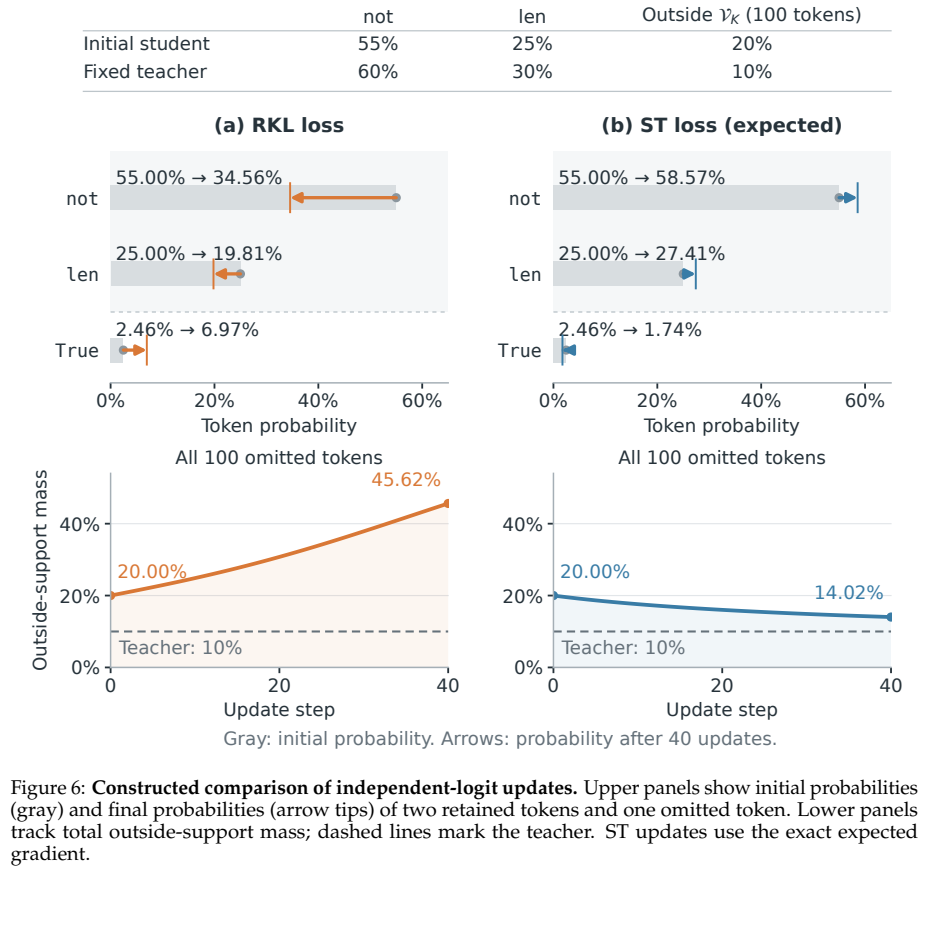 not len Outside 𝒱K (100 tokens)
Initial student 55% 25% 20%
Fixed teacher 60% 30% 10%
(a) RKL loss
55.00% → 34.56%
not
25.00% → 19.81%
len
2.46% → 6.97%
True
0% 20% 40% 60%
Token probability
(b) ST loss (expected)
55.00% → 58.57%
not
25.00% → 27.41%
len
2.46% → 1.74%
True
0% 20% 40% 60%
Token probability
All 100 omitted tokens
45.62%
40%
20.00%
20%
Teacher: 10%
0%
0 20 40
Update step
Outside-support mass
All 100 omitted tokens
40%
20.00%
14.02%
20%
Teacher: 10%
0%
0 20 40
Update step
Gray: initial probability. Arrows: probability after 40 updates.
Figure 6: Constructed comparison of independent-logit updates. Upper panels show initial probabilities
(gray) and final probabilities (arrow tips) of two retained tokens and one omitted token. Lower panels
track total outside-support mass; dashed lines mark the teacher. ST updates use the exact expected
gradient.